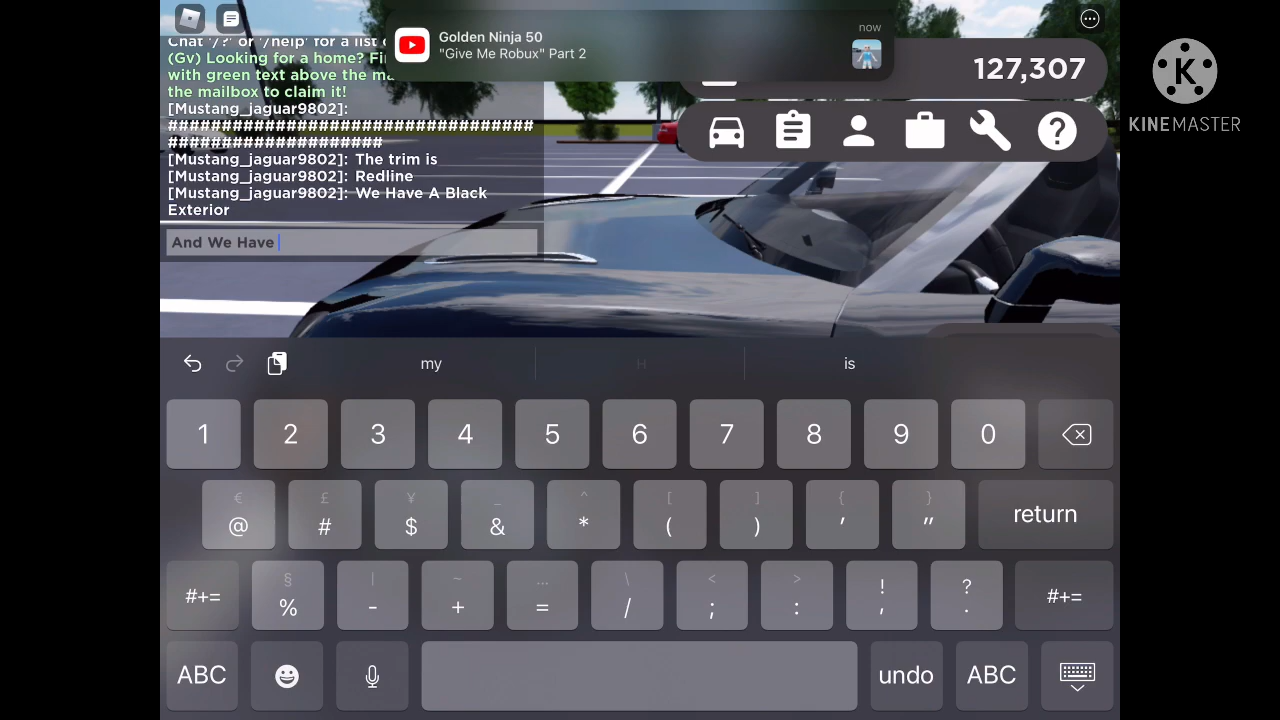 Golden Ninja 50
now
"Give Me Robux" Part 2
127,307
K
KINEMASTER
Chat '/?' or '/help' for a list
(Gv) Looking for a home? Fi
with green text above the ma
the mailbox to claim it!
[Mustang_jaguar9802]:
##################################
####################
[Mustang_jaguar9802]: The trim is
[Mustang_jaguar9802]: Redline
[Mustang_jaguar9802]: We Have A Black
Exterior
And We Have
my H is
1 2 3 4 5 6 7 8 9 0
€ £ ¥ _ ^ [ ] { }
@ # $ & * ( ) ' " return
§ | ~ … \ < > ! ?
#+= % - + = / ; : , . #+=
ABC undo ABC